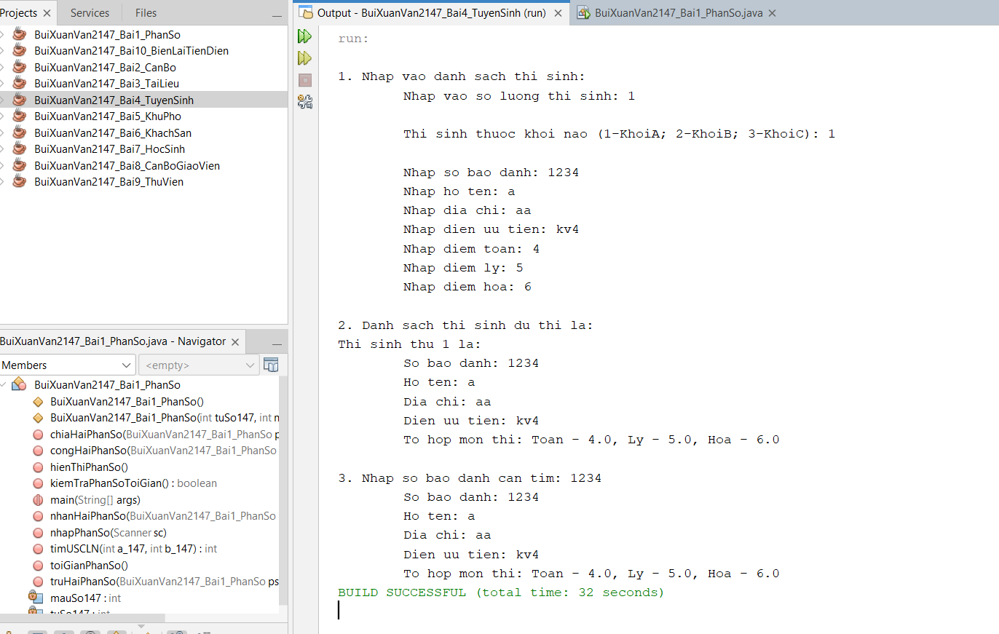 Projects Services Files
BuiXuanVan2147_Bai1_PhanSo
BuiXuanVan2147_Bai10_BienLaiTienDien
BuiXuanVan2147_Bai2_CanBo
BuiXuanVan2147_Bai3_TaiLieu
BuiXuanVan2147_Bai4_TuyenSinh
BuiXuanVan2147_Bai5_KhuPho
BuiXuanVan2147_Bai6_KhachSan
BuiXuanVan2147_Bai7_HocSinh
BuiXuanVan2147_Bai8_CanBoGiaoVien
BuiXuanVan2147_Bai9_ThuVien
BuiXuanVan2147_Bai1_PhanSo.java - Navigator
Members <empty>
BuiXuanVan2147_Bai1_PhanSo
BuiXuanVan2147_Bai1_PhanSo()
BuiXuanVan2147_Bai1_PhanSo(int tuSo147, int m
chiaHaiPhanSo(BuiXuanVan2147_Bai1_PhanSo p
congHaiPhanSo(BuiXuanVan2147_Bai1_PhanSo
hienThiPhanSo()
kiemTraPhanSoToiGian() : boolean
main(String[] args)
nhanHaiPhanSo(BuiXuanVan2147_Bai1_PhanSo
nhapPhanSo(Scanner sc)
timUSCLN(int a_147, int b_147) : int
toiGianPhanSo()
truHaiPhanSo(BuiXuanVan2147_Bai1_PhanSo ps
mauSo147 : int
tuSo147 : int
Output - BuiXuanVan2147_Bai4_TuyenSinh (run) BuiXuanVan2147_Bai1_PhanSo.java
run:
1. Nhap vao danh sach thi sinh:
Nhap vao so luong thi sinh: 1
Thi sinh thuoc khoi nao (1-KhoiA; 2-KhoiB; 3-KhoiC): 1
Nhap so bao danh: 1234
Nhap ho ten: a
Nhap dia chi: aa
Nhap dien uu tien: kv4
Nhap diem toan: 4
Nhap diem ly: 5
Nhap diem hoa: 6
2. Danh sach thi sinh du thi la:
Thi sinh thu 1 la:
So bao danh: 1234
Ho ten: a
Dia chi: aa
Dien uu tien: kv4
To hop mon thi: Toan - 4.0, Ly - 5.0, Hoa - 6.0
3. Nhap so bao danh can tim: 1234
So bao danh: 1234
Ho ten: a
Dia chi: aa
Dien uu tien: kv4
To hop mon thi: Toan - 4.0, Ly - 5.0, Hoa - 6.0
BUILD SUCCESSFUL (total time: 32 seconds)